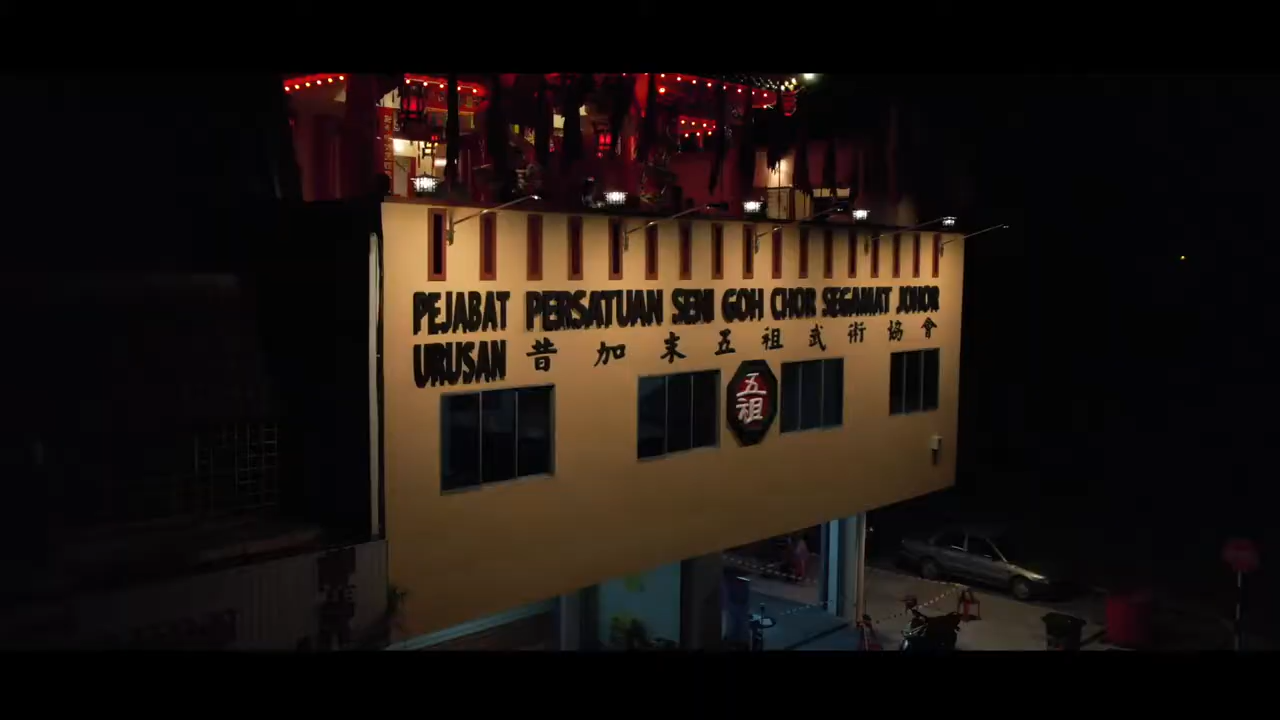 PEJABAT PERSATUAN SENI GOH CHOR SEGAMAT JOHOR
URUSAN 昔加末五祖武術協會
五祖